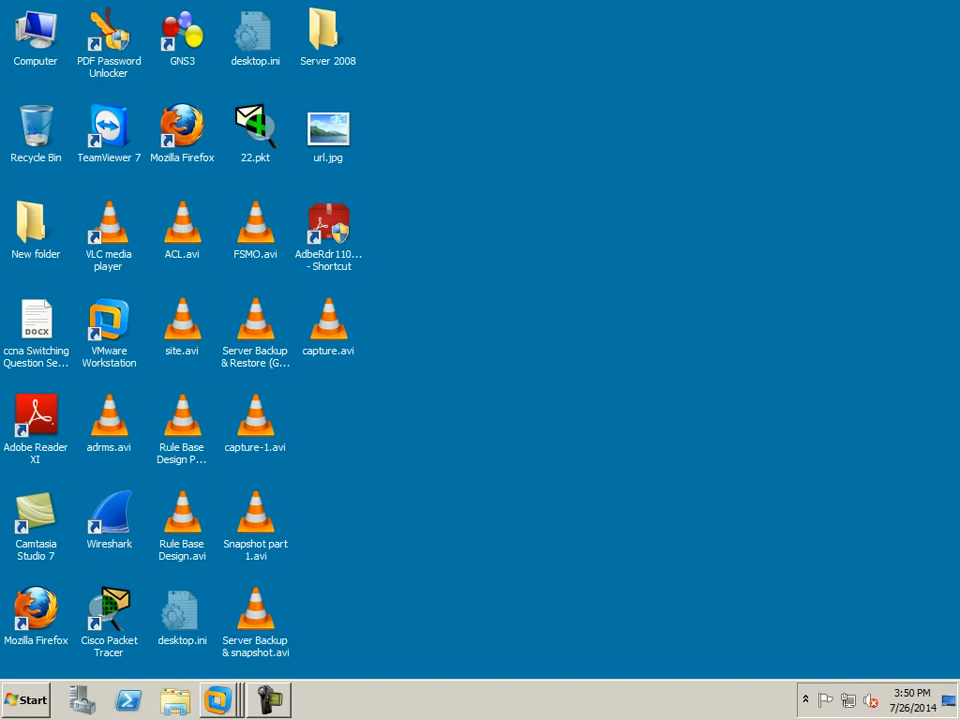 Computer
PDF Password
Unlocker
GNS3
desktop.ini
Server 2008
Recycle Bin
TeamViewer 7
Mozilla Firefox
22.pkt
url.jpg
New folder
VLC media
player
ACL.avi
FSMO.avi
AdbeRdr110...
- Shortcut
DOCX
ccna Switching
Question Se...
VMware
Workstation
site.avi
Server Backup
& Restore (G...
capture.avi
Adobe Reader
XI
adrms.avi
Rule Base
Design P...
capture-1.avi
Camtasia
Studio 7
Wireshark
Rule Base
Design.avi
Snapshot part
1.avi
Mozilla Firefox
Cisco Packet
Tracer
desktop.ini
Server Backup
& snapshot.avi
Start
3:50 PM
7/26/2014